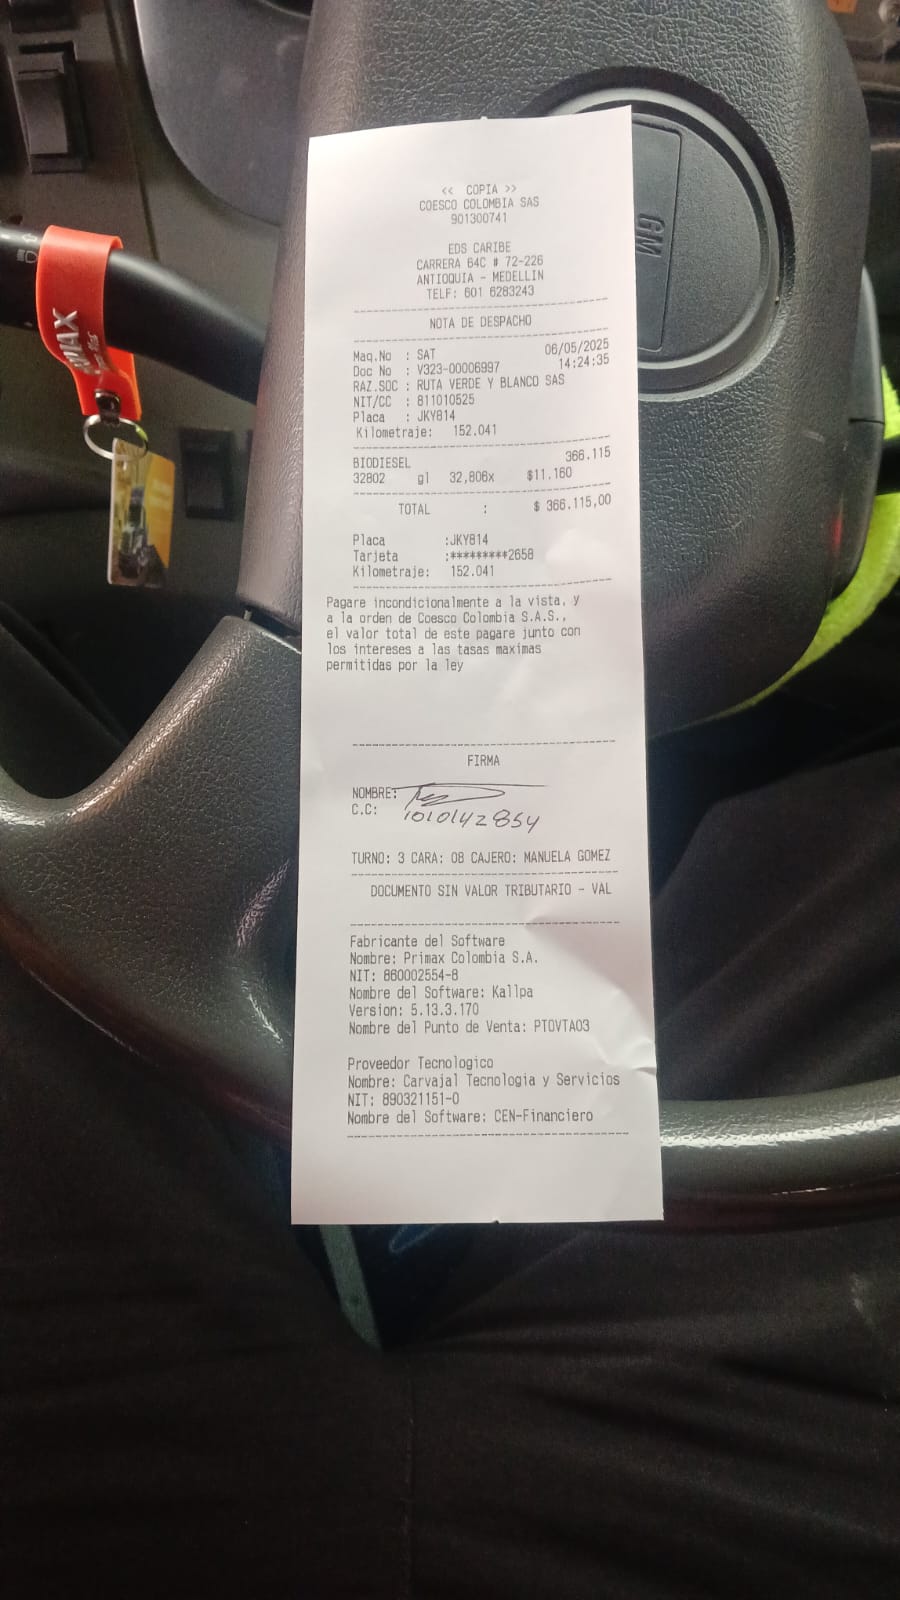 << COPIA >>
COESCO COLOMBIA SAS
901300741
EDS CARIBE
CARRERA 64C # 72-226
ANTIOQUIA - MEDELLIN
TELF: 601 6283243
NOTA DE DESPACHO
Maq.No : SAT 06/05/2025
Doc No : V323-00006997 14:24:35
RAZ.SOC : RUTA VERDE Y BLANCO SAS
NIT/CC : 811010525
Placa : JKY814
Kilometraje: 152.041
BIODIESEL 366.115
32802 gl 32,806x $11.160
TOTAL : $ 366.115,00
Placa :JKY814
Tarjeta :*********2658
Kilometraje: 152.041
Pagare incondicionalmente a la vista, y
a la orden de Coesco Colombia S.A.S.,
el valor total de este pagare junto con
los intereses a las tasas maximas
permitidas por la ley
FIRMA
NOMBRE:
C.C: 1010142854
TURNO: 3 CARA: 08 CAJERO: MANUELA GOMEZ
DOCUMENTO SIN VALOR TRIBUTARIO - VAL
Fabricante del Software
Nombre: Primax Colombia S.A.
NIT: 860002554-8
Nombre del Software: Kallpa
Version: 5.13.3.170
Nombre del Punto de Venta: PTOVTA03
Proveedor Tecnologico
Nombre: Carvajal Tecnologia y Servicios
NIT: 890321151-0
Nombre del Software: CEN-Financiero
GM